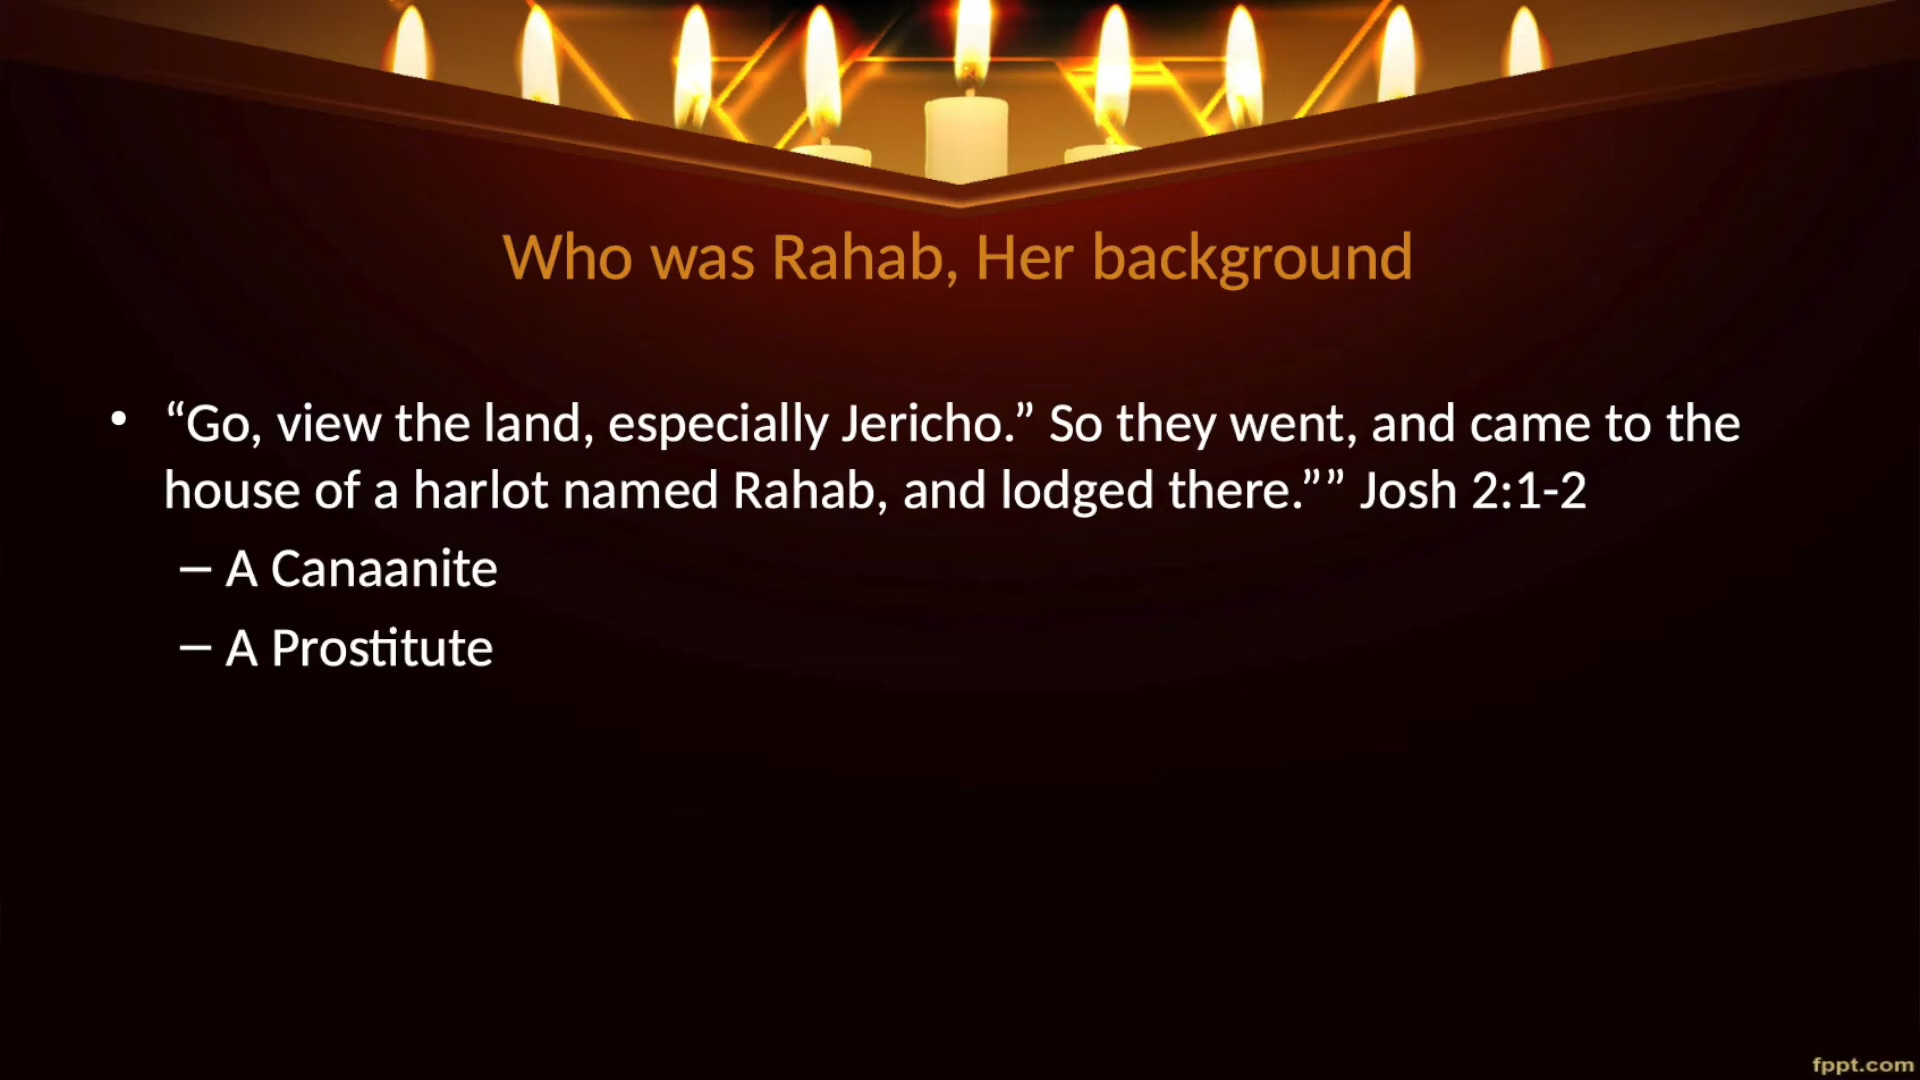 Who was Rahab, Her background
• “Go, view the land, especially Jericho.” So they went, and came to the
house of a harlot named Rahab, and lodged there.”” Josh 2:1-2
– A Canaanite
– A Prostitute
fppt.com